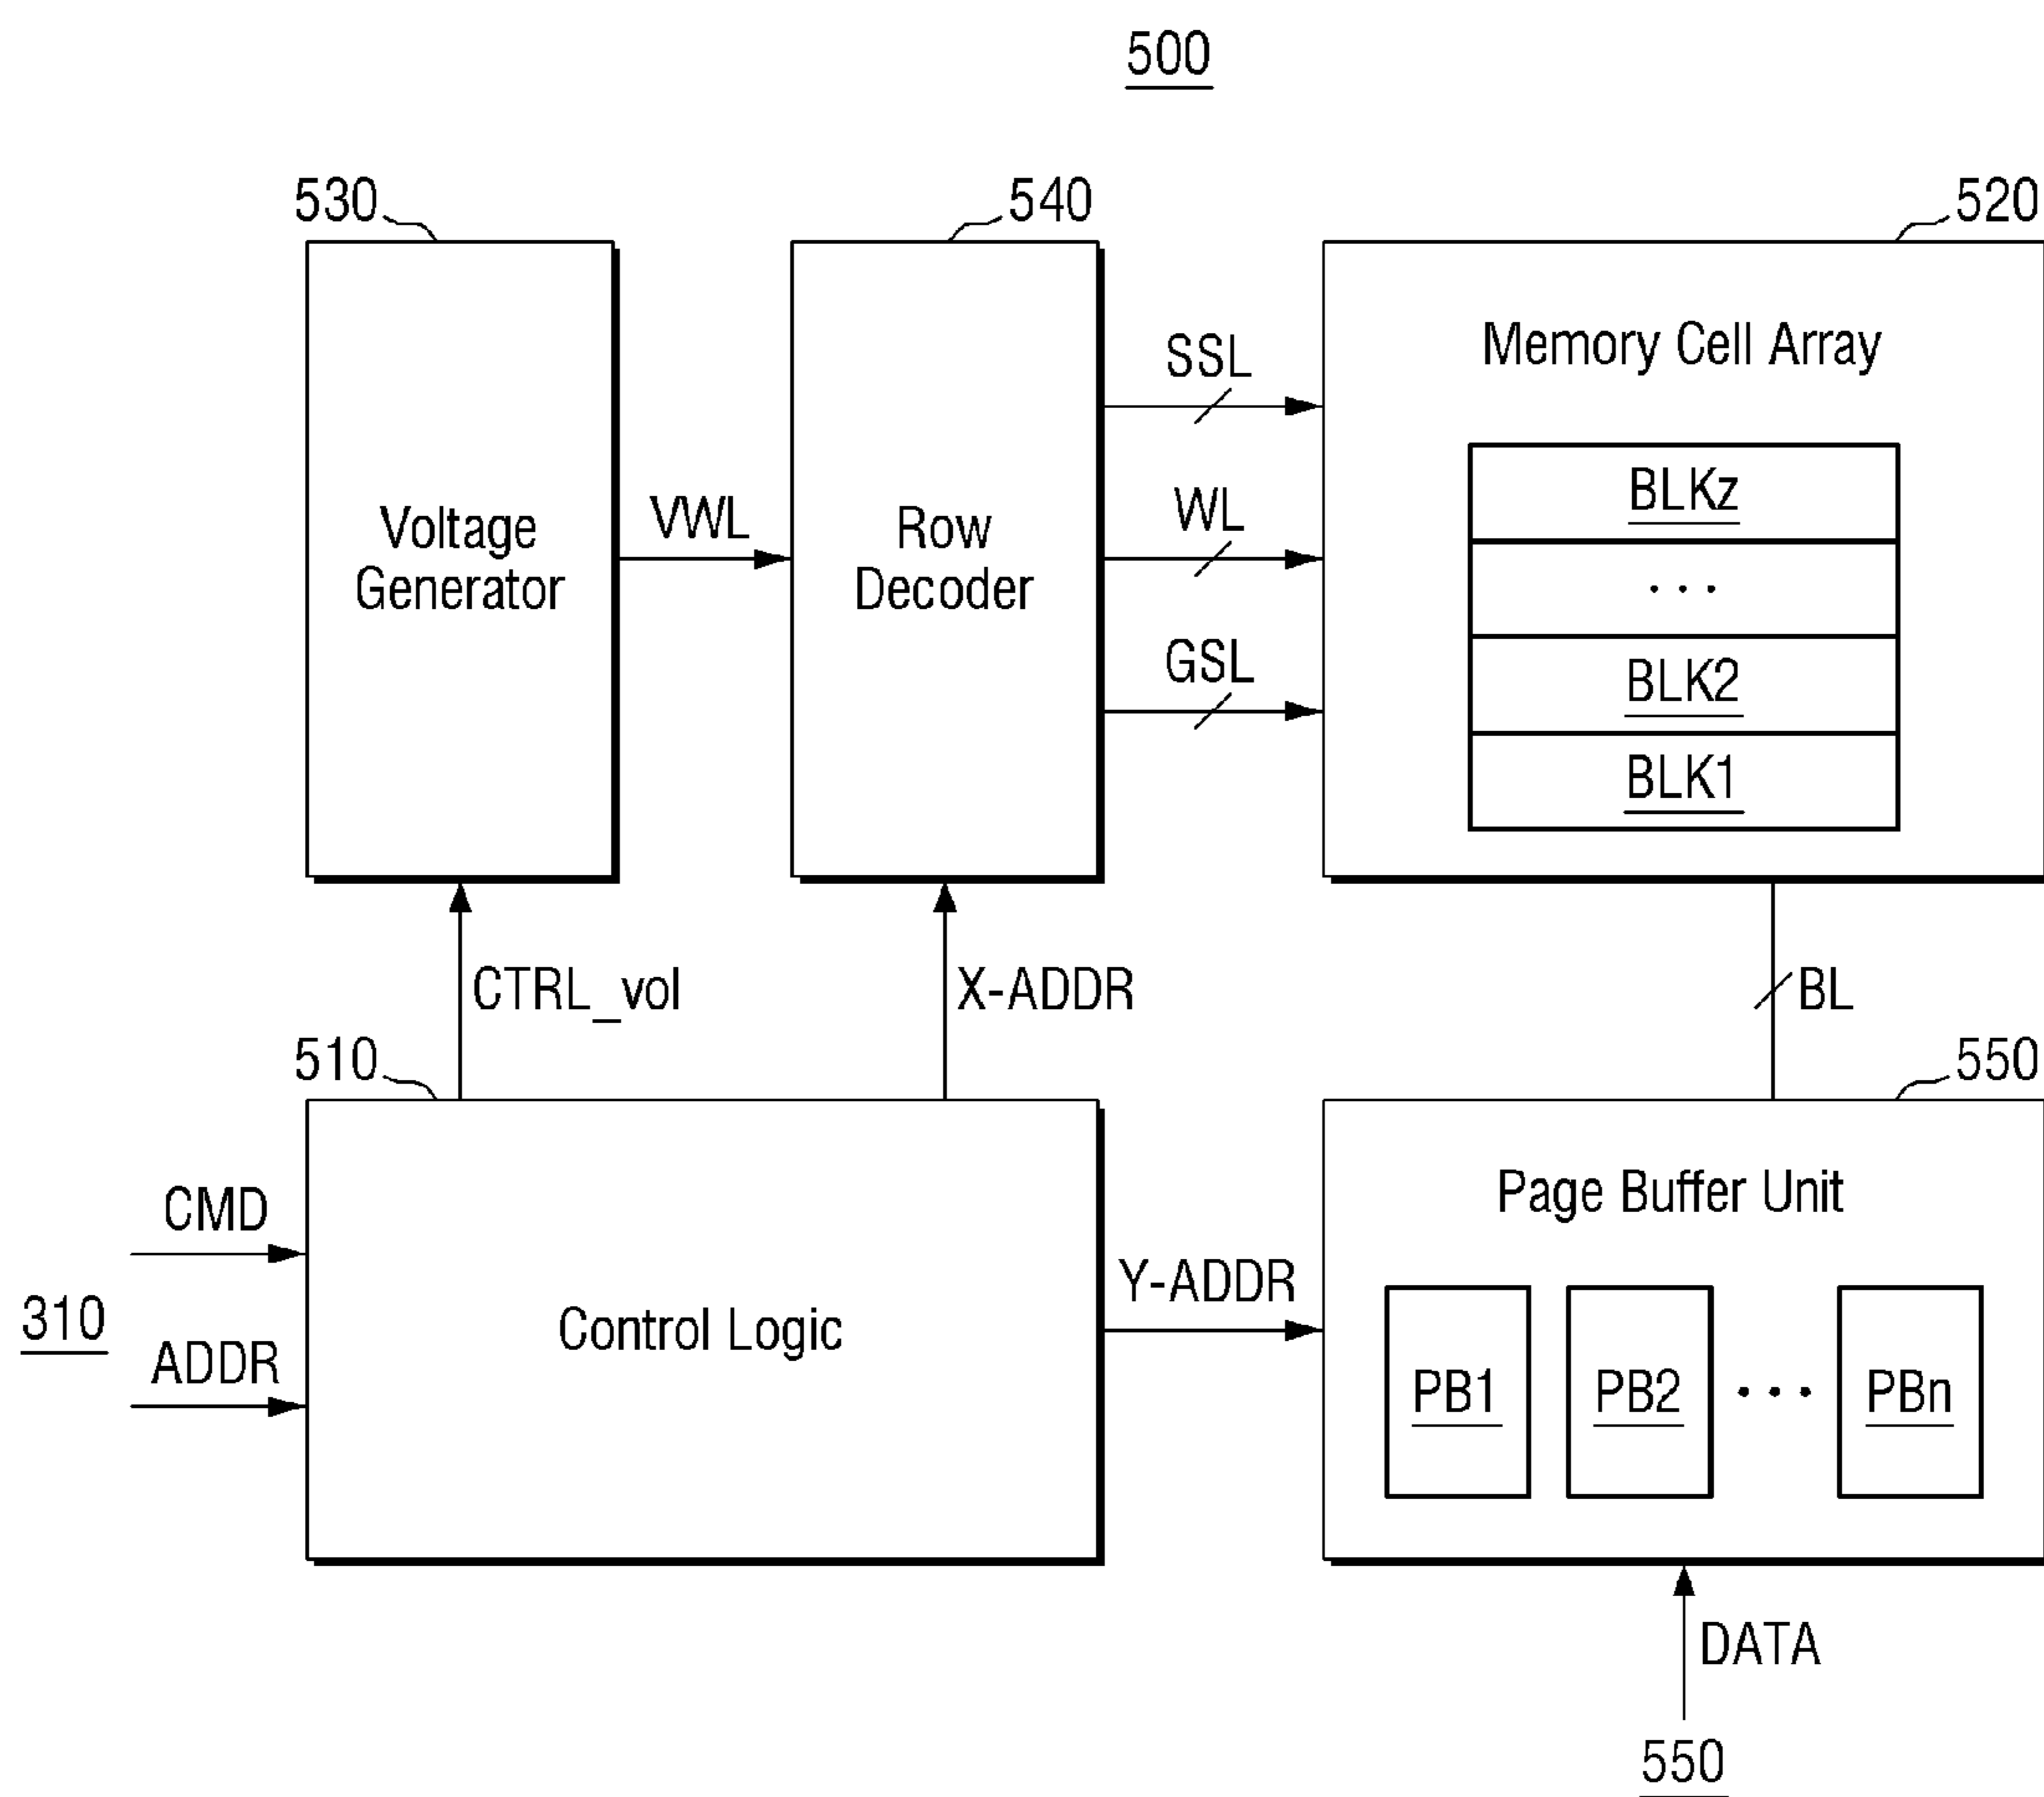 500
530
540
520
Voltage
Generator
VWL
Row
Decoder
SSL
WL
GSL
Memory Cell Array
BLKz
...
BLK2
BLK1
CTRL_vol
X-ADDR
BL
510
550
CMD
310
ADDR
Control Logic
Y-ADDR
Page Buffer Unit
PB1
PB2
...
PBn
DATA
550